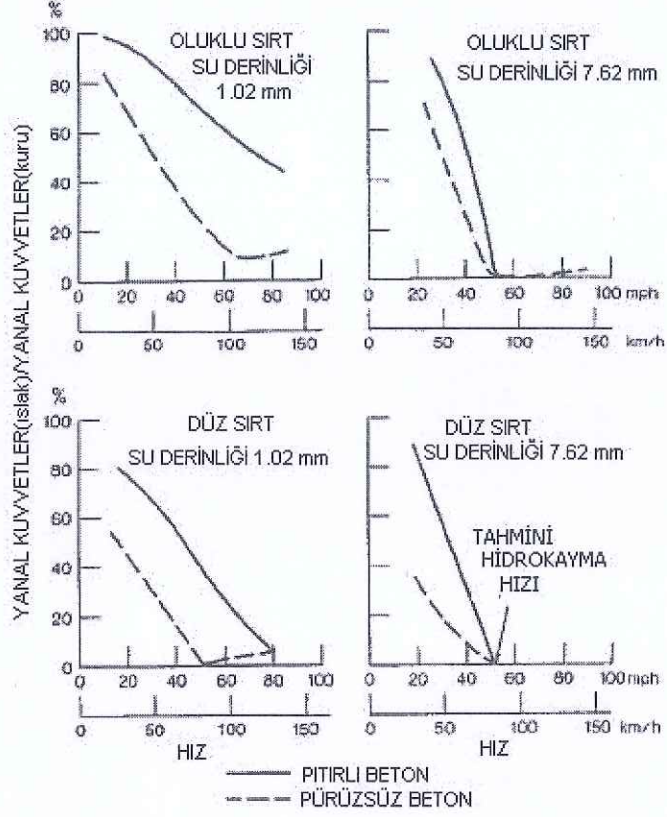 %
100
80
60
40
20
0
OLUKLU SIRT
SU DERİNLİĞİ
1.02 mm
0 20 40 60 80 100
0 50 100 150
OLUKLU SIRT
SU DERİNLİĞİ 7.62 mm
0 20 40 60 80 100 mph
0 50 100 150 km/h
YANAL KUVVETLER(ıslak)/YANAL KUVVETLER(kuru)
%
100
80
60
40
20
0
DÜZ SIRT
SU DERİNLİĞİ 1.02 mm
0 20 40 60 80 100
0 50 100 150
HIZ
DÜZ SIRT
SU DERİNLİĞİ 7.62 mm
TAHMİNİ
HİDROKAYMA
HIZI
0 20 40 60 80 100 mph
0 50 100 150 km/h
HIZ
PITIRLI BETON
PÜRÜZSÜZ BETON